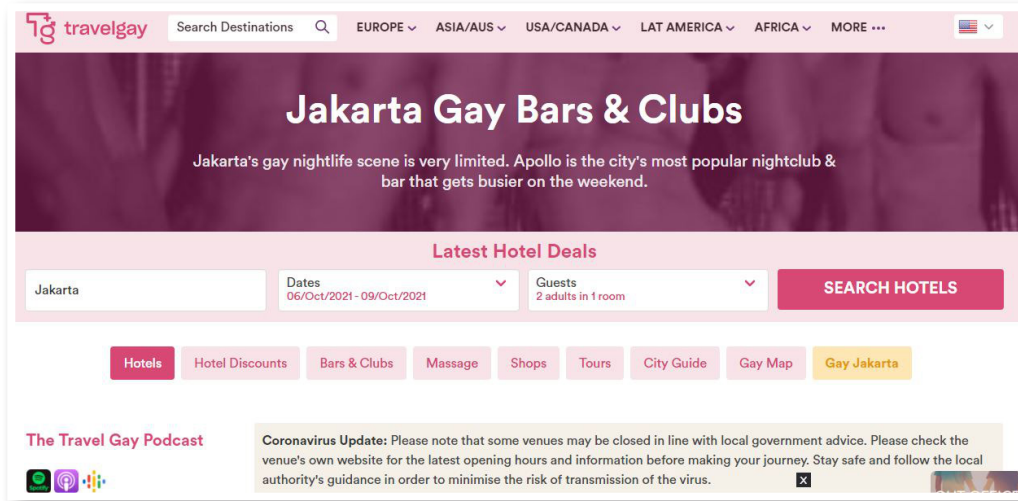 travelgay Search Destinations EUROPE ASIA/AUS USA/CANADA LAT AMERICA AFRICA MORE •••
Jakarta Gay Bars & Clubs
Jakarta's gay nightlife scene is very limited. Apollo is the city's most popular nightclub &
bar that gets busier on the weekend.
Latest Hotel Deals
Jakarta
Dates
06/Oct/2021 - 09/Oct/2021
Guests
2 adults in 1 room
SEARCH HOTELS
Hotels Hotel Discounts Bars & Clubs Massage Shops Tours City Guide Gay Map Gay Jakarta
The Travel Gay Podcast
Spotify
Coronavirus Update: Please note that some venues may be closed in line with local government advice. Please check the
venue's own website for the latest opening hours and information before making your journey. Stay safe and follow the local
authority's guidance in order to minimise the risk of transmission of the virus.
X
OUT OFFICE